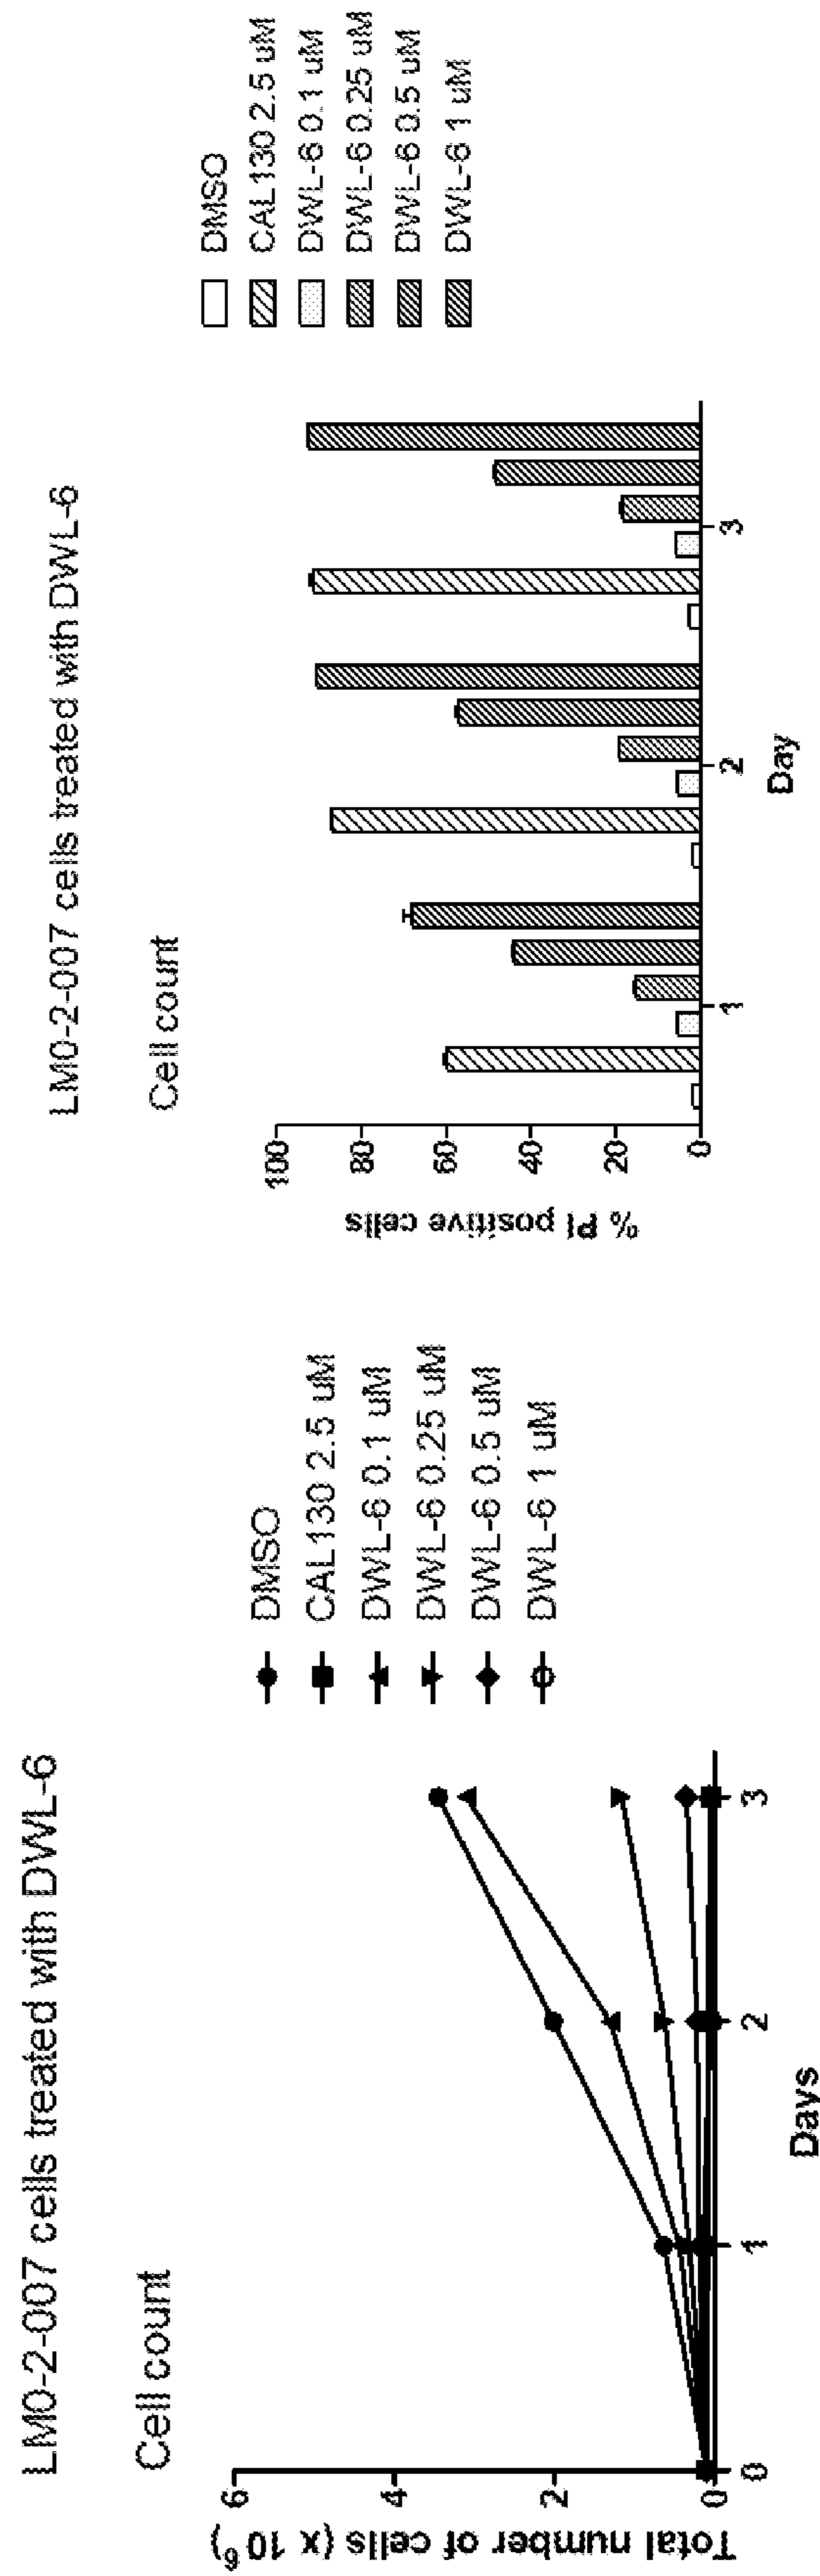 LM0-2-007 cells treated with DWL-6
Cell count
Total number of cells (x 10⁶)
6
4
2
0
0
1
2
3
Days
DMSO
CAL130 2.5 uM
DWL-6 0.1 uM
DWL-6 0.25 uM
DWL-6 0.5 uM
DWL-6 1 uM
LM0-2-007 cells treated with DWL-6
Cell count
% PI positive cells
100
80
60
40
20
0
1
2
3
Day
DMSO
CAL130 2.5 uM
DWL-6 0.1 uM
DWL-6 0.25 uM
DWL-6 0.5 uM
DWL-6 1 uM